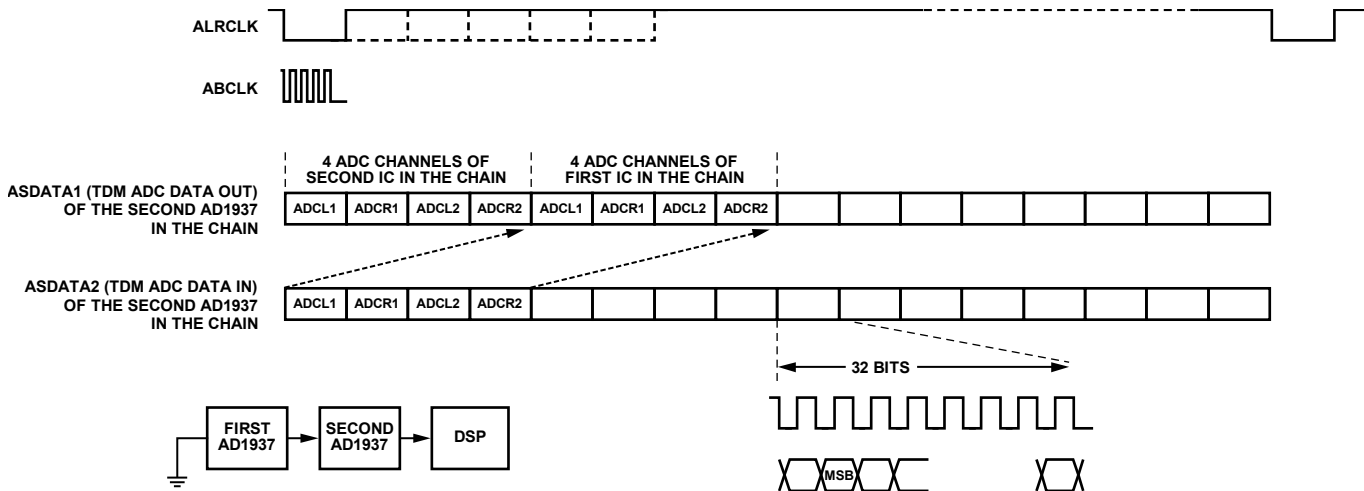 ALRCLK
ABCLK
4 ADC CHANNELS OF
SECOND IC IN THE CHAIN
4 ADC CHANNELS OF
FIRST IC IN THE CHAIN
ASDATA1 (TDM ADC DATA OUT)
OF THE SECOND AD1937
IN THE CHAIN
ADCL1 ADCR1 ADCL2 ADCR2 ADCL1 ADCR1 ADCL2 ADCR2
ASDATA2 (TDM ADC DATA IN)
OF THE SECOND AD1937
IN THE CHAIN
ADCL1 ADCR1 ADCL2 ADCR2
32 BITS
FIRST
AD1937
SECOND
AD1937
DSP
MSB